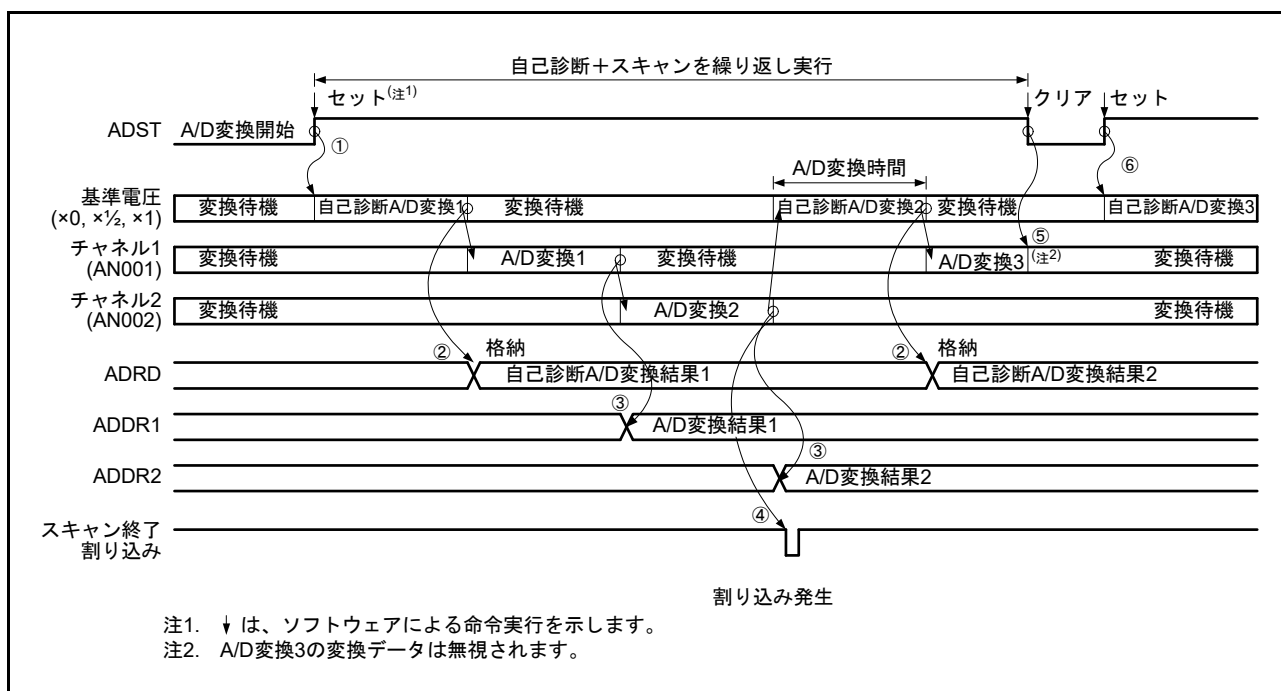 自己診断+スキャンを繰り返し実行
セット(注1)
クリア
セット
ADST
A/D変換開始
①
⑥
A/D変換時間
基準電圧
(×0, ×½, ×1)
変換待機
自己診断A/D変換1
変換待機
自己診断A/D変換2
変換待機
自己診断A/D変換3
⑤
チャネル1
(AN001)
変換待機
A/D変換1
変換待機
A/D変換3
(注2)
変換待機
チャネル2
(AN002)
変換待機
A/D変換2
変換待機
ADRD
②
格納
自己診断A/D変換結果1
②
格納
自己診断A/D変換結果2
ADDR1
③
A/D変換結果1
ADDR2
③
A/D変換結果2
スキャン終了
割り込み
④
割り込み発生
注1. ↓ は、ソフトウェアによる命令実行を示します。
注2. A/D変換3の変換データは無視されます。